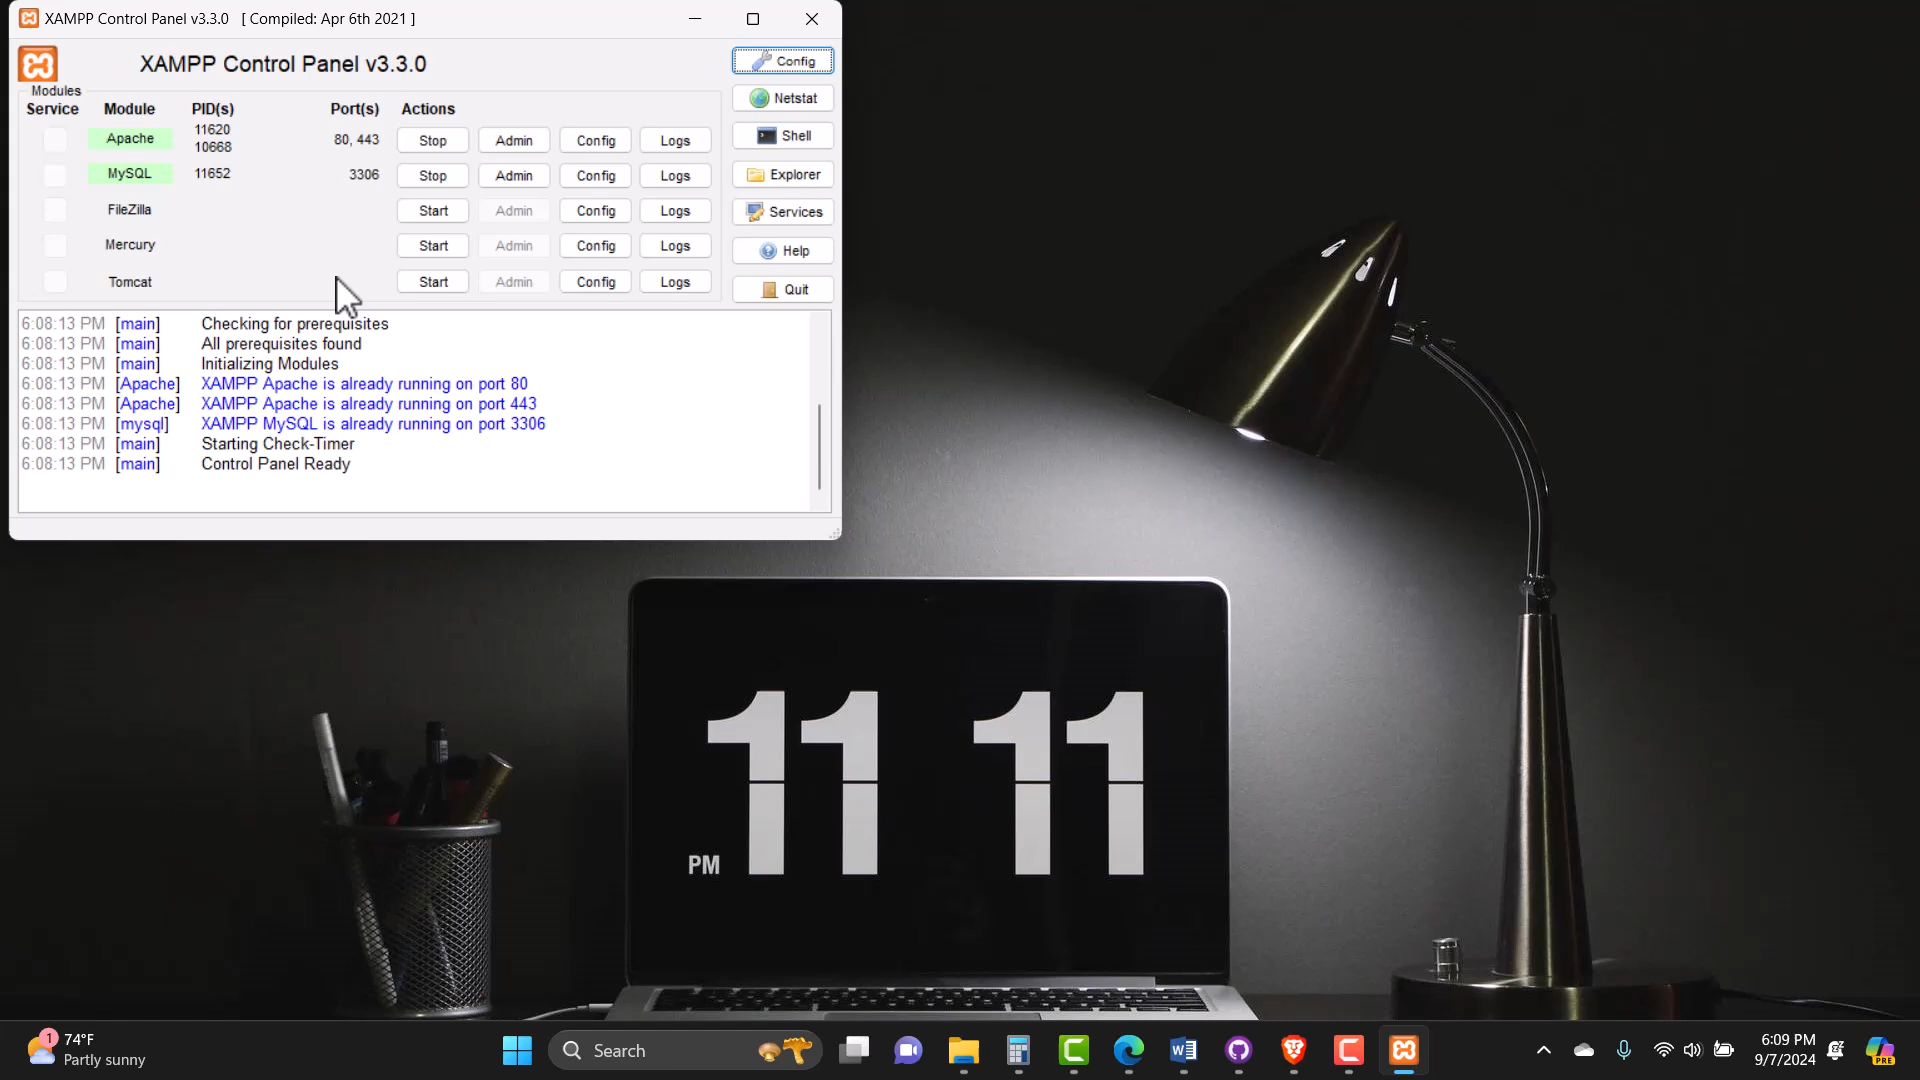 XAMPP Control Panel v3.3.0 [ Compiled: Apr 6th 2021 ]
XAMPP Control Panel v3.3.0
Config
Modules
Service Module PID(s) Port(s) Actions
Netstat
Apache 11620 10668 80, 443 Stop Admin Config Logs
Shell
MySQL 11652 3306 Stop Admin Config Logs
Explorer
FileZilla Start Admin Config Logs
Services
Mercury Start Admin Config Logs
Help
Tomcat Start Admin Config Logs
Quit
6:08:13 PM [main] Checking for prerequisites
6:08:13 PM [main] All prerequisites found
6:08:13 PM [main] Initializing Modules
6:08:13 PM [Apache] XAMPP Apache is already running on port 80
6:08:13 PM [Apache] XAMPP Apache is already running on port 443
6:08:13 PM [mysql] XAMPP MySQL is already running on port 3306
6:08:13 PM [main] Starting Check-Timer
6:08:13 PM [main] Control Panel Ready
11 11
PM
1
74°F
Partly sunny
Search
6:09 PM
9/7/2024
PRE